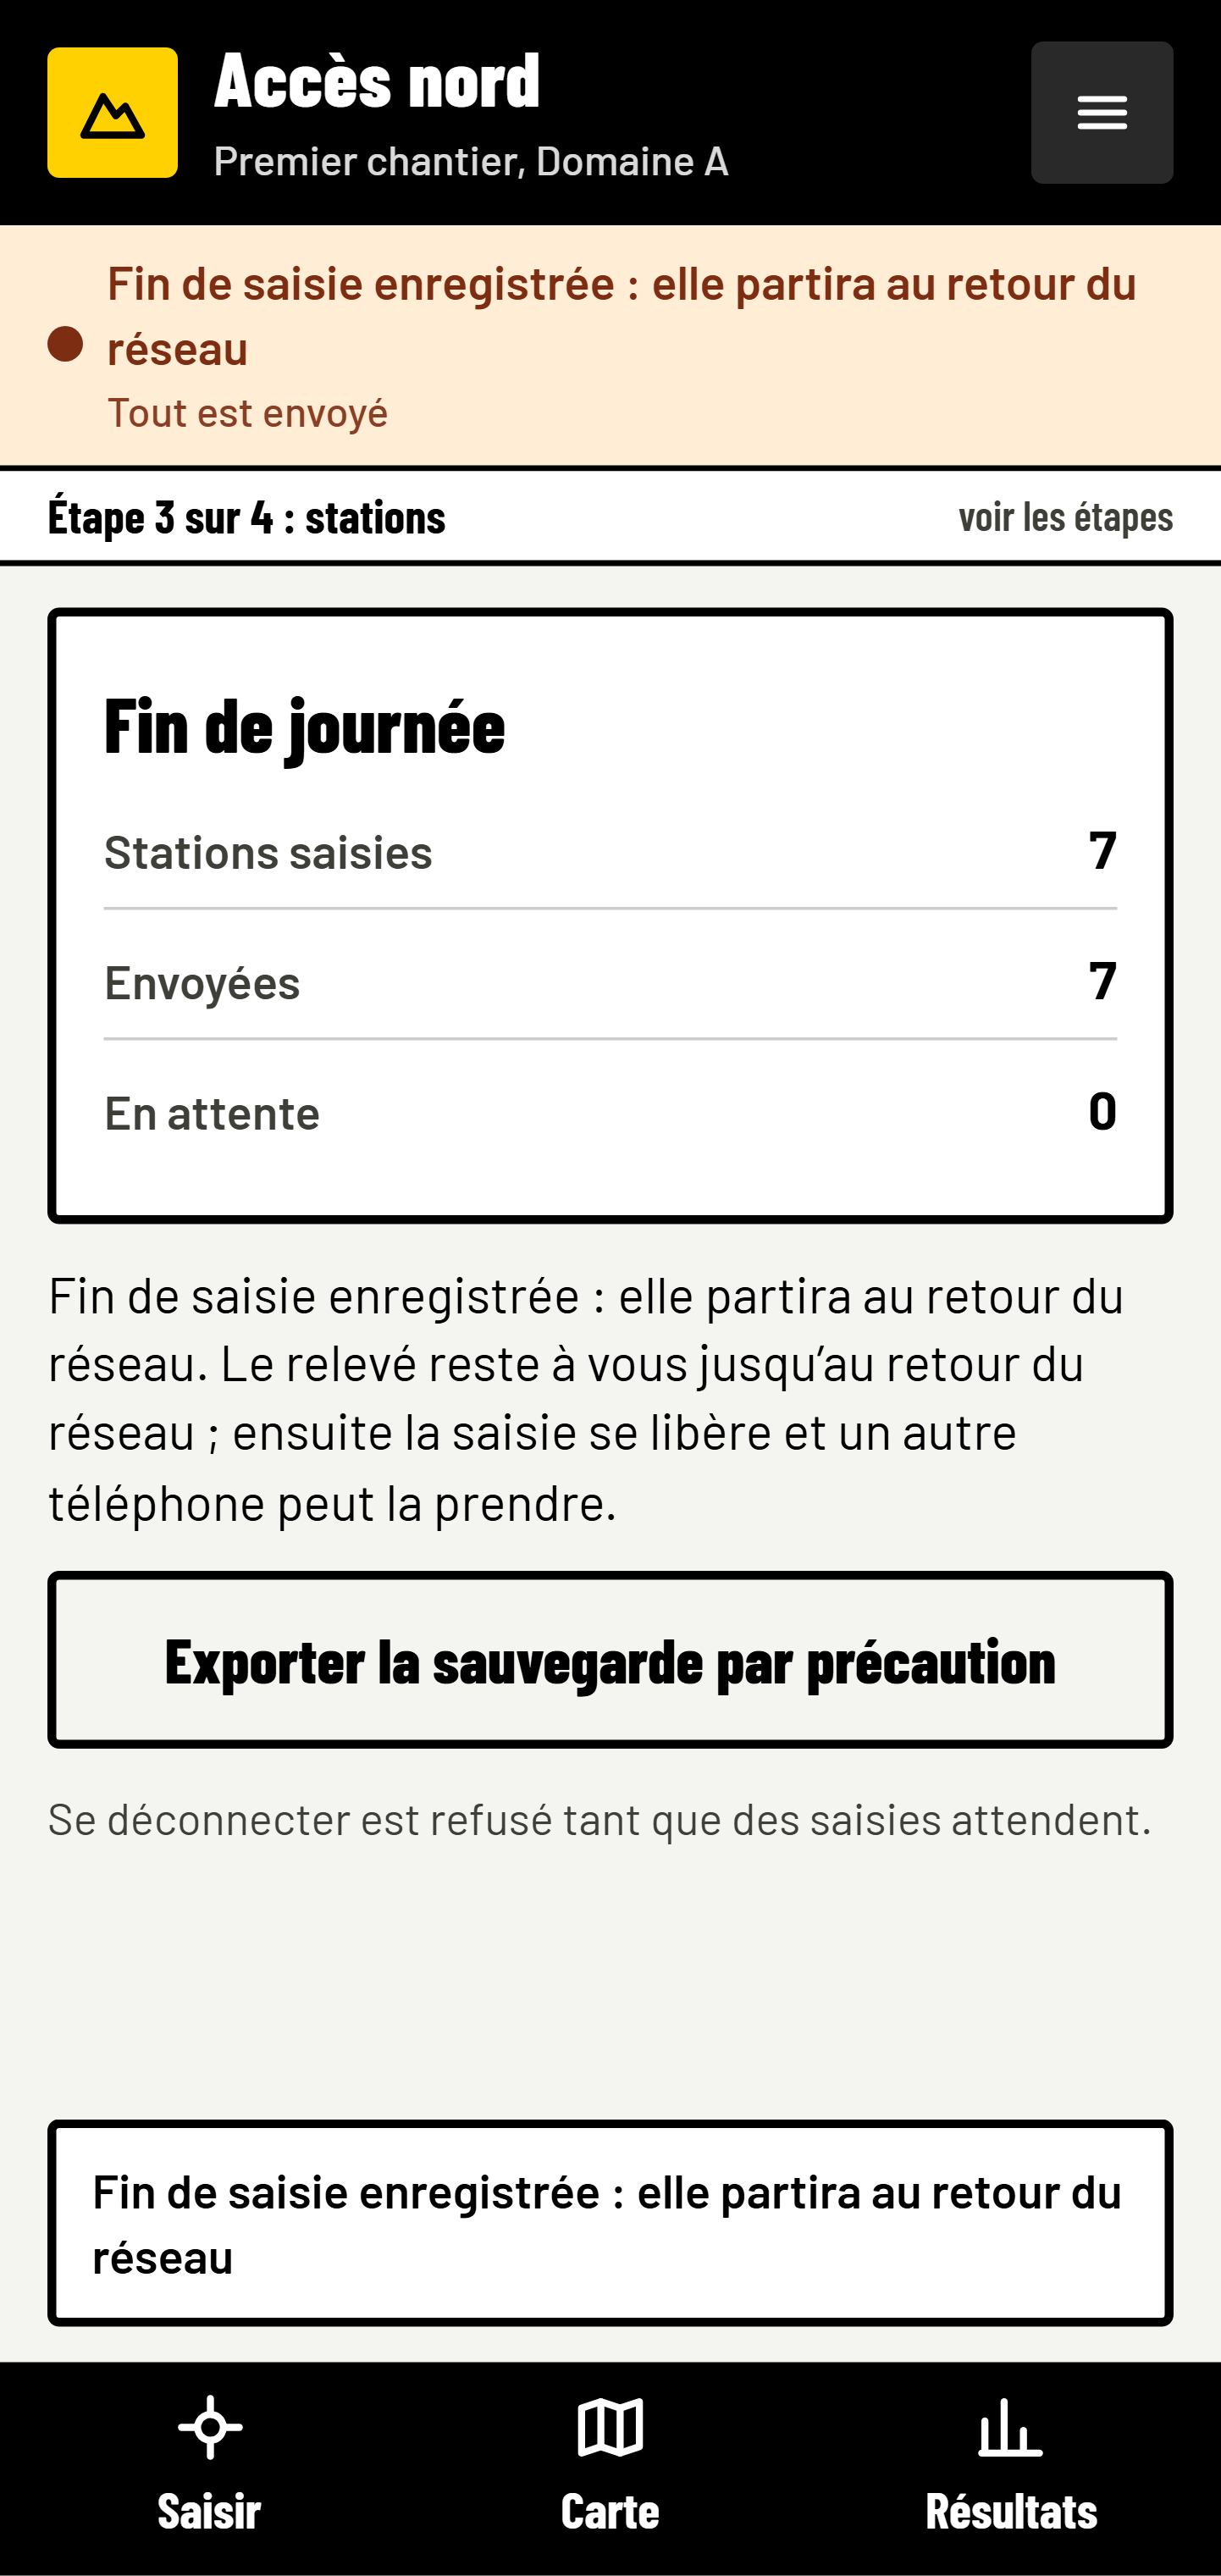 Accès nord
Premier chantier, Domaine A
Fin de saisie enregistrée : elle partira au retour du
réseau
Tout est envoyé
Étape 3 sur 4 : stations
voir les étapes
Fin de journée
Stations saisies
7
Envoyées
7
En attente
0
Fin de saisie enregistrée : elle partira au retour du
réseau. Le relevé reste à vous jusqu’au retour du
réseau ; ensuite la saisie se libère et un autre
téléphone peut la prendre.
Exporter la sauvegarde par précaution
Se déconnecter est refusé tant que des saisies attendent.
Fin de saisie enregistrée : elle partira au retour du
réseau
Saisir
Carte
Résultats